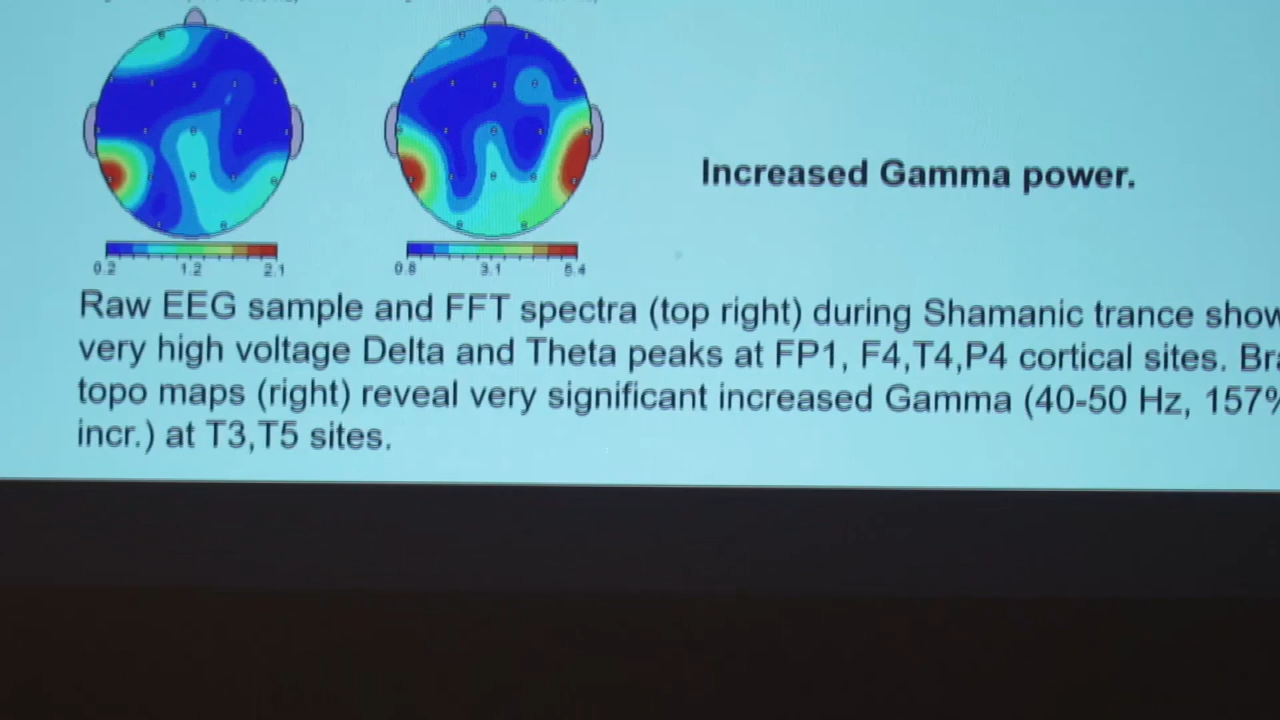 Increased Gamma power.
0.2 1.2 2.1 0.8 3.1 5.4
Raw EEG sample and FFT spectra (top right) during Shamanic trance show
very high voltage Delta and Theta peaks at FP1, F4,T4,P4 cortical sites. Bra
topo maps (right) reveal very significant increased Gamma (40-50 Hz, 157%
incr.) at T3,T5 sites.